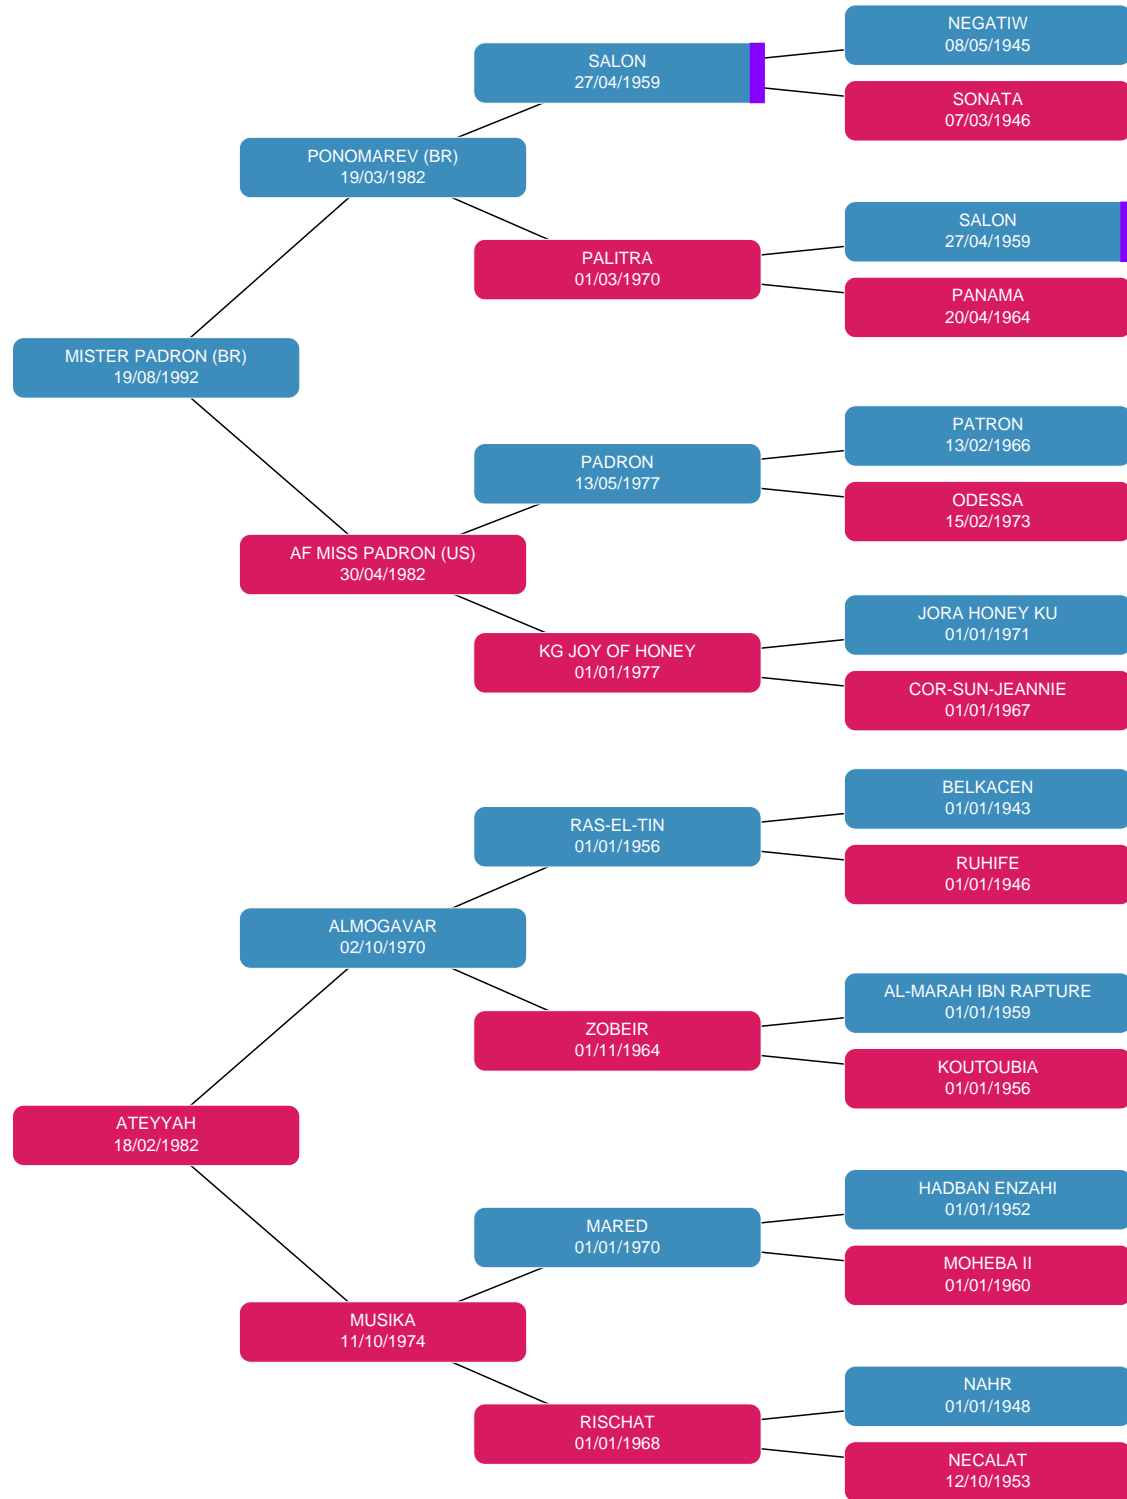 NEGATIW
08/05/1945
SALON
27/04/1959
SONATA
07/03/1946
PONOMAREV (BR)
19/03/1982
SALON
27/04/1959
PALITRA
01/03/1970
PANAMA
20/04/1964
MISTER PADRON (BR)
19/08/1992
PATRON
13/02/1966
PADRON
13/05/1977
ODESSA
15/02/1973
AF MISS PADRON (US)
30/04/1982
JORA HONEY KU
01/01/1971
KG JOY OF HONEY
01/01/1977
COR-SUN-JEANNIE
01/01/1967
BELKACEN
01/01/1943
RAS-EL-TIN
01/01/1956
RUHIFE
01/01/1946
ALMOGAVAR
02/10/1970
AL-MARAH IBN RAPTURE
01/01/1959
ZOBEIR
01/11/1964
KOUTOUBIA
01/01/1956
ATEYYAH
18/02/1982
HADBAN ENZAHI
01/01/1952
MARED
01/01/1970
MOHEBA II
01/01/1960
MUSIKA
11/10/1974
NAHR
01/01/1948
RISCHAT
01/01/1968
NECALAT
12/10/1953